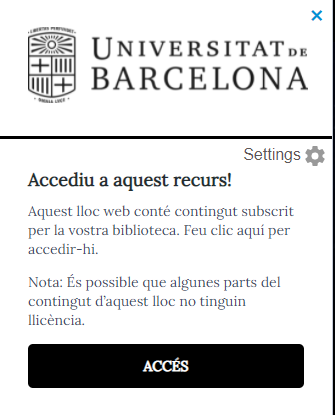 ×
LIBERTAS PERFUNDET
UNIVERSITAT DE
BARCELONA
Settings
Accediu a aquest recurs!
Aquest lloc web conté contingut subscrit
per la vostra biblioteca. Feu clic aquí per
accedir-hi.
Nota: És possible que algunes parts del
contingut d'aquest lloc no tinguin
llicència.
ACCÉS